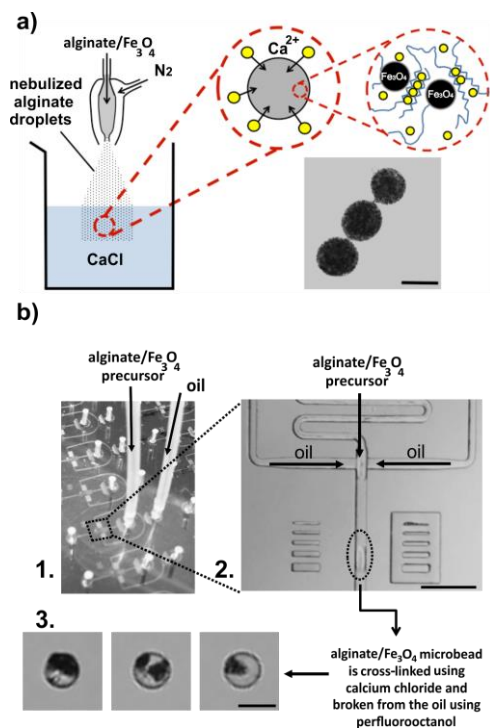 a)
alginate/Fe3O4
N2
nebulized
alginate
droplets
CaCl
Ca2+
Fe3O4
Fe3O4
b)
alginate/Fe3O4
precursor
oil
1.
alginate/Fe3O4
precursor
oil
oil
2.
3.
alginate/Fe3O4 microbead
is cross-linked using
calcium chloride and
broken from the oil using
perfluorooctanol